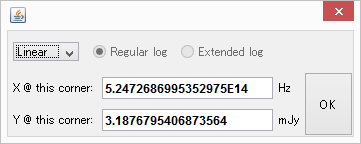 Linear Regular log Extended log
X @ this corner: 5.2472686995352975E14 Hz
OK
Y @ this corner: 3.1876795406873564 mJy